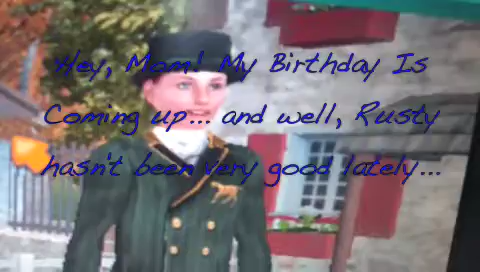 Hey, Mom! My Birthday Is
Coming up... and well, Rusty
hasn't been very good lately...